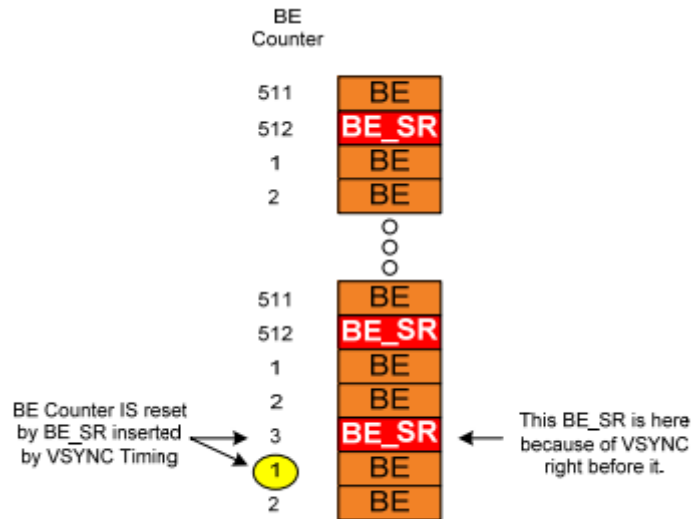 BE
Counter
511 BE
512 BE_SR
1 BE
2 BE
511 BE
512 BE_SR
1 BE
2 BE
BE Counter IS reset
by BE_SR inserted
by VSYNC Timing
3 BE_SR
This BE_SR is here
because of VSYNC
right before it.
1 BE
2 BE